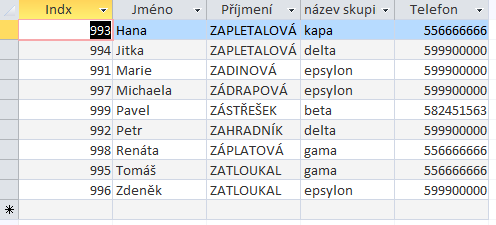 Indx Jméno Příjmení název skupi Telefon
993 Hana ZAPLETALOVÁ kapa 556666666
994 Jitka ZAPLETALOVÁ delta 599900000
991 Marie ZADINOVÁ epsylon 599900000
997 Michaela ZÁDRAPOVÁ epsylon 599900000
999 Pavel ZÁSTŘEŠEK beta 582451563
992 Petr ZAHRADNÍK delta 599900000
998 Renáta ZÁPLATOVÁ gama 556666666
995 Tomáš ZATLOUKAL gama 556666666
996 Zdeněk ZATLOUKAL epsylon 599900000